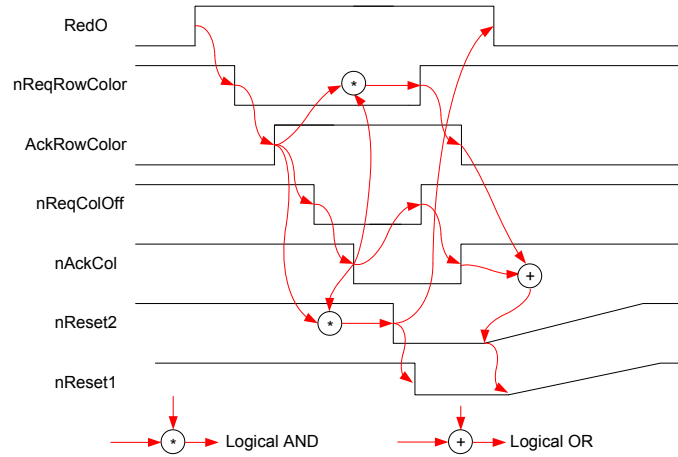 RedO
nReqRowColor
*
AckRowColor
nReqColOff
nAckCol
+
nReset2
*
nReset1
* Logical AND
+ Logical OR